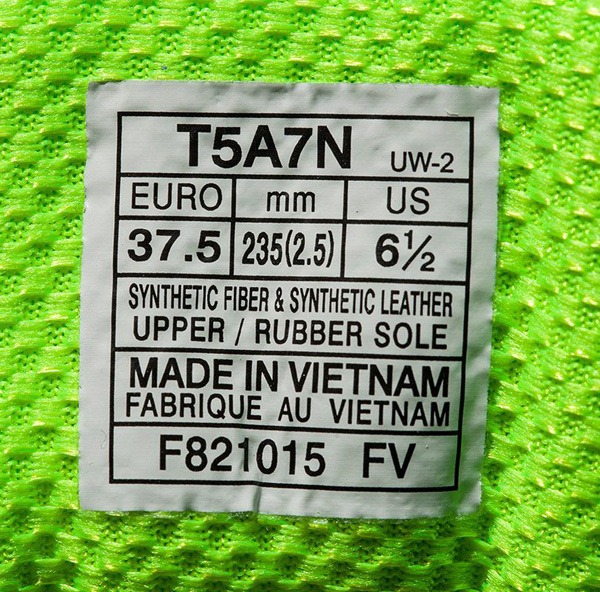 T5A7N UW-2
EURO mm US
37.5 235(2.5) 6½
SYNTHETIC FIBER & SYNTHETIC LEATHER
UPPER / RUBBER SOLE
MADE IN VIETNAM
FABRIQUE AU VIETNAM
F821015 FV